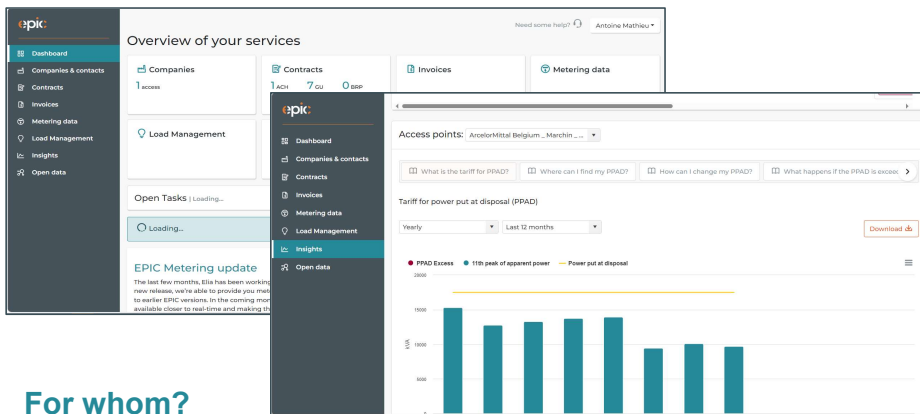 epic
Need some help?
Antoine Mathieu
Overview of your services
Dashboard
Companies & contacts
Contracts
Invoices
Metering data
Load Management
Insights
Open data
Companies
1 access
Contracts
1 ACH 7 GU 0 BRP
Invoices
Metering data
Load Management
Open Tasks | Loading...
Loading...
EPIC Metering update
The last few months, Elia has been working
new release, we're able to provide you met
to earlier EPIC versions. In the coming mon
available closer to real-time and making th
epic
Dashboard
Companies & contacts
Contracts
Invoices
Metering data
Load Management
Insights
Open data
Access points: ArcelorMittal Belgium _ Marchin _ ...
What is the tariff for PPAD?
Where can I find my PPAD?
How can I change my PPAD?
What happens if the PPAD is exceed
Tariff for power put at disposal (PPAD)
Yearly
Last 12 months
Download
PPAD Excess
11th peak of apparent power
Power put at disposal
20000
15000
10000
5000
0
kVA
For whom?